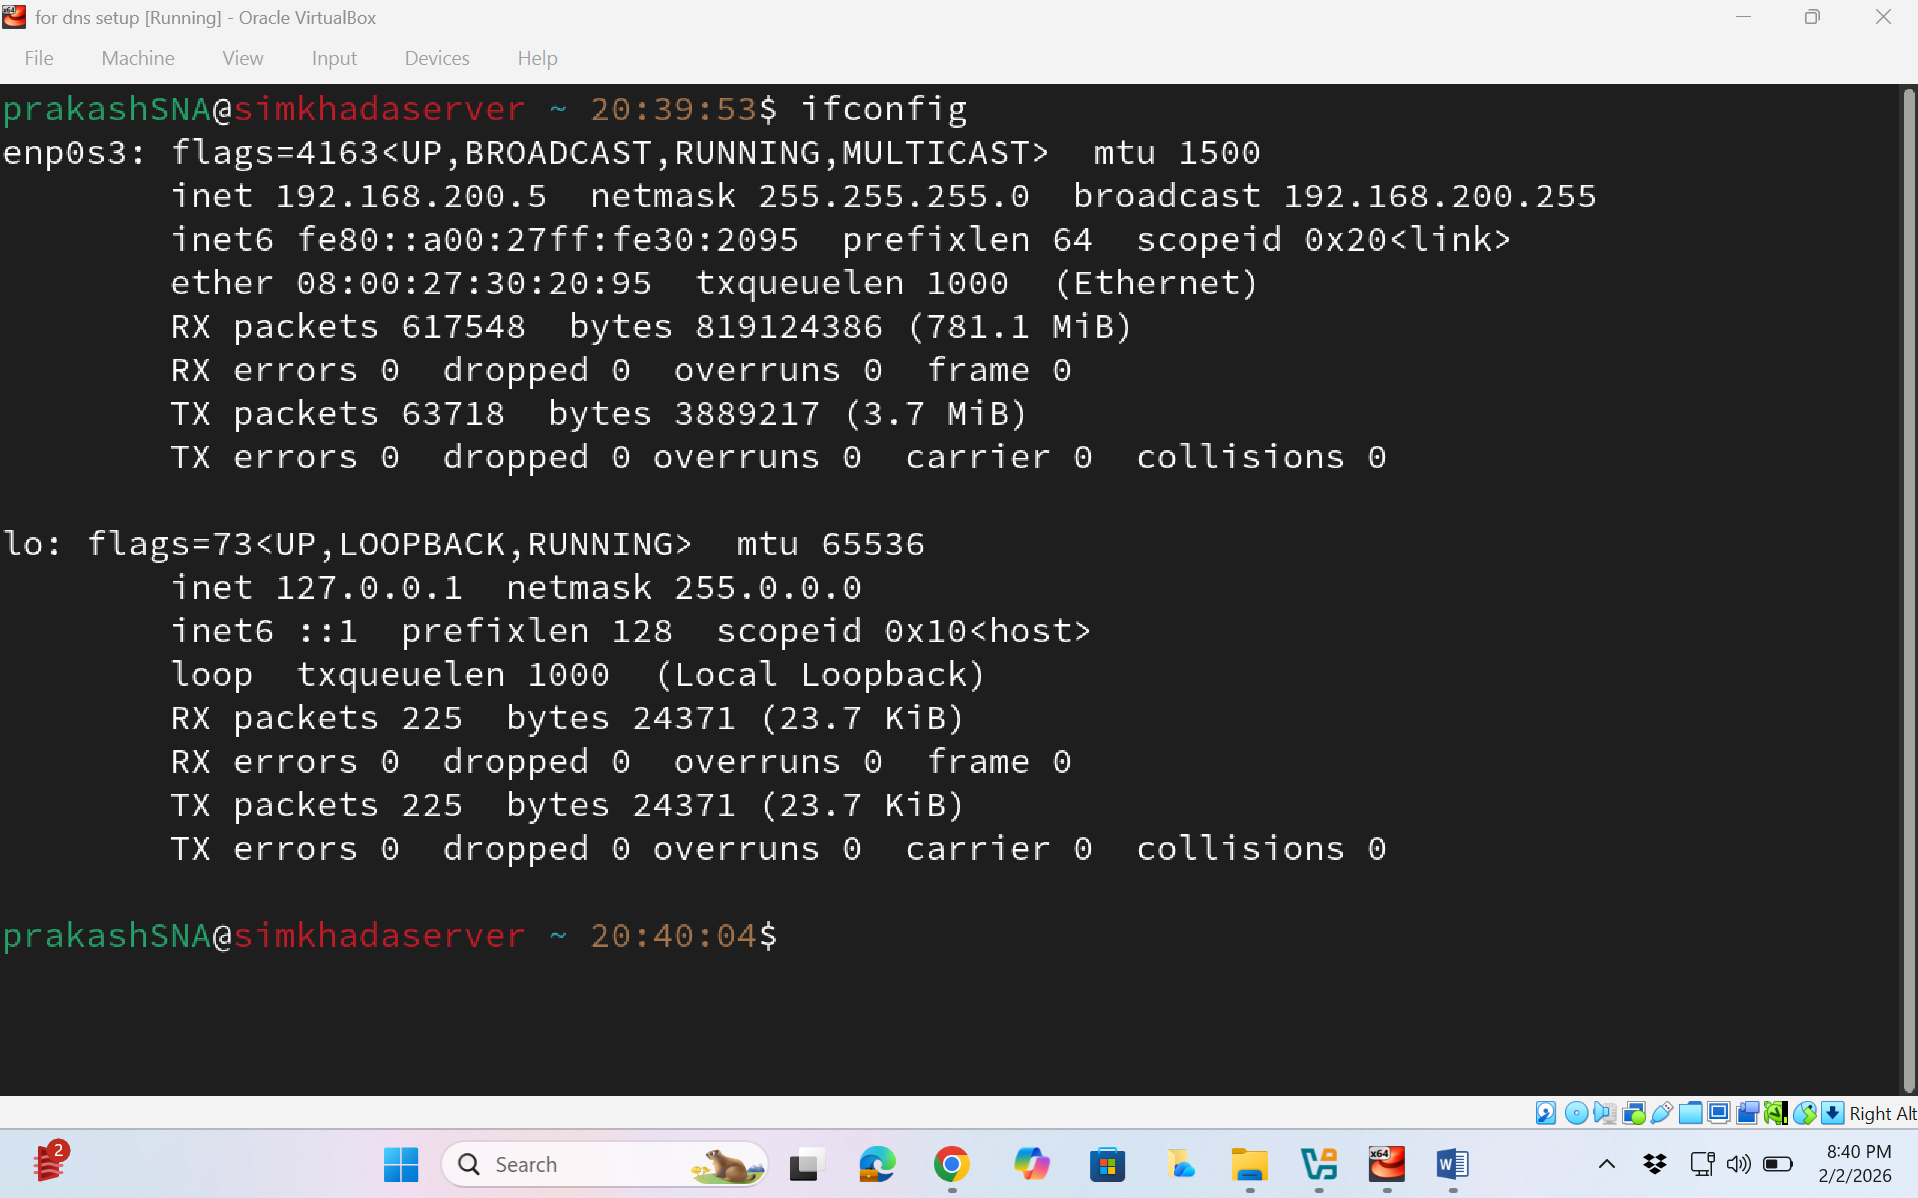 for dns setup [Running] - Oracle VirtualBox
File Machine View Input Devices Help
prakashSNA@simkhadaserver ~ 20:39:53$ ifconfig
enp0s3: flags=4163<UP,BROADCAST,RUNNING,MULTICAST>  mtu 1500
        inet 192.168.200.5  netmask 255.255.255.0  broadcast 192.168.200.255
        inet6 fe80::a00:27ff:fe30:2095  prefixlen 64  scopeid 0x20<link>
        ether 08:00:27:30:20:95  txqueuelen 1000  (Ethernet)
        RX packets 617548  bytes 819124386 (781.1 MiB)
        RX errors 0  dropped 0  overruns 0  frame 0
        TX packets 63718  bytes 3889217 (3.7 MiB)
        TX errors 0  dropped 0 overruns 0  carrier 0  collisions 0
lo: flags=73<UP,LOOPBACK,RUNNING>  mtu 65536
        inet 127.0.0.1  netmask 255.0.0.0
        inet6 ::1  prefixlen 128  scopeid 0x10<host>
        loop  txqueuelen 1000  (Local Loopback)
        RX packets 225  bytes 24371 (23.7 KiB)
        RX errors 0  dropped 0  overruns 0  frame 0
        TX packets 225  bytes 24371 (23.7 KiB)
        TX errors 0  dropped 0 overruns 0  carrier 0  collisions 0
prakashSNA@simkhadaserver ~ 20:40:04$
Right Alt
2
Search
x64
W
8:40 PM
2/2/2026